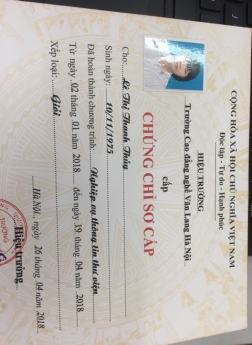 CỘNG HÒA XÃ HỘI CHỦ NGHĨA VIỆT NAM
Độc lập - Tự do - Hạnh phúc
HIỆU TRƯỞNG
Trường Cao đẳng nghề Văn Lang Hà Nội
cấp
CHỨNG CHỈ SƠ CẤP
Cho: Lê Thị Thanh Thủy
Sinh ngày: 10/11/1975
Đã hoàn thành chương trình: Nghiệp vụ thông tin thư viện
Từ ngày 02 tháng 01 năm 2018 đến ngày 19 tháng 04 năm 2018
Xếp loại: Giỏi
Hà Nội, ngày 26 tháng 04 năm 2018
Hiệu trưởng